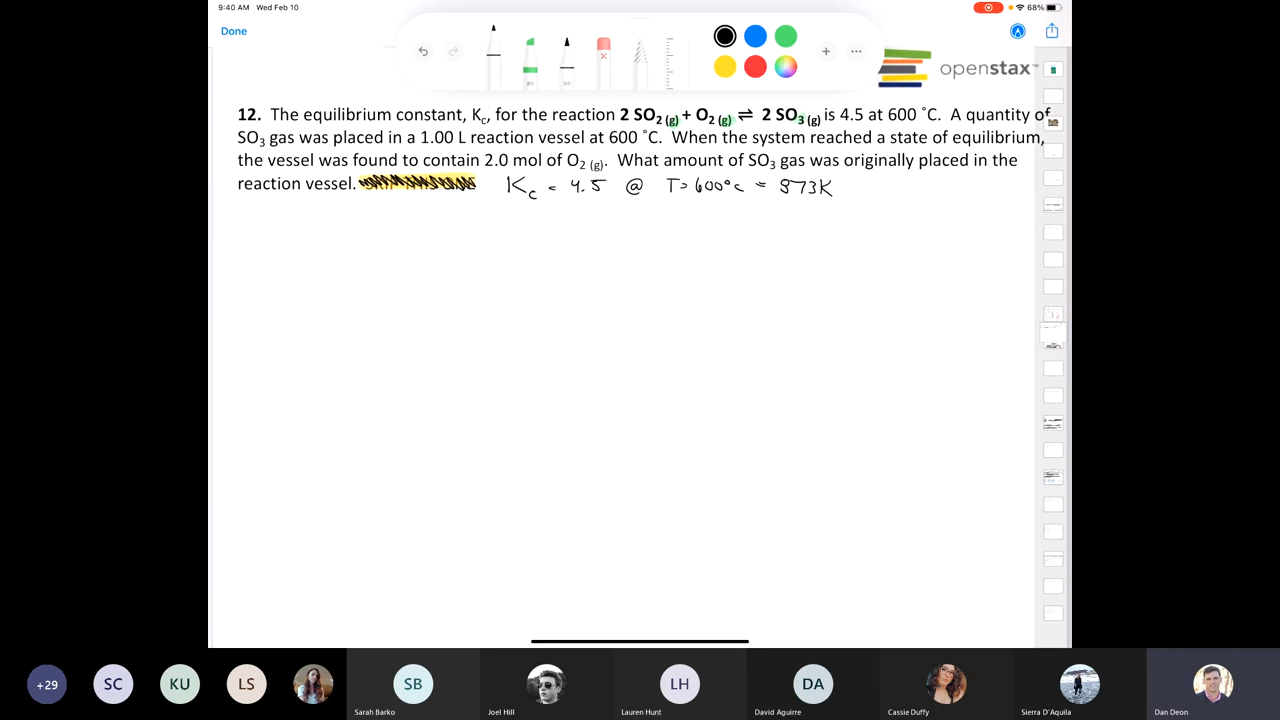 9:40 AM Wed Feb 10
68%
Done
openstax™
12. The equilibrium constant, Kc, for the reaction 2 SO2 (g) + O2 (g) ⇌ 2 SO3 (g) is 4.5 at 600 ˚C. A quantity of
SO3 gas was placed in a 1.00 L reaction vessel at 600 ˚C. When the system reached a state of equilibrium,
the vessel was found to contain 2.0 mol of O2 (g). What amount of SO3 gas was originally placed in the
reaction vessel. Kc = 4.5 @ T = 600°C = 873K
+29 SC KU LS SB LH DA
Sarah Barko Joel Hill Lauren Hunt David Aguirre Cassie Duffy Sierra D'Aquila Dan Deon